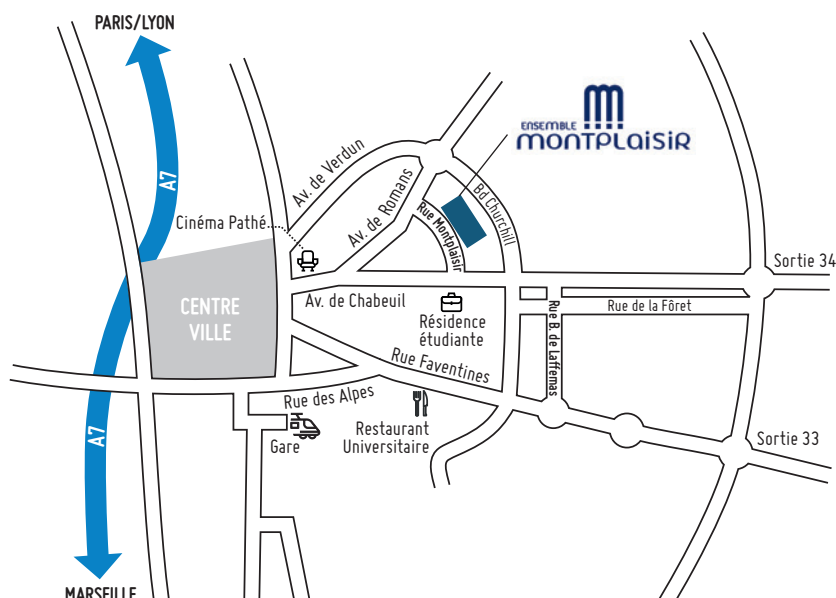 PARIS/LYON
A7
Cinéma Pathé
Av. de Verdun
Av. de Romans
ENSEMBLE
MONTPLAISIR
Rue Montplaisir
Bd Churchill
Sortie 34
CENTRE
VILLE
Av. de Chabeuil
Résidence
étudiante
Rue de la Fôret
Rue B. de Laffemas
Rue Faventines
Rue des Alpes
Gare
Restaurant
Universitaire
Sortie 33
A7
MARSEILLE